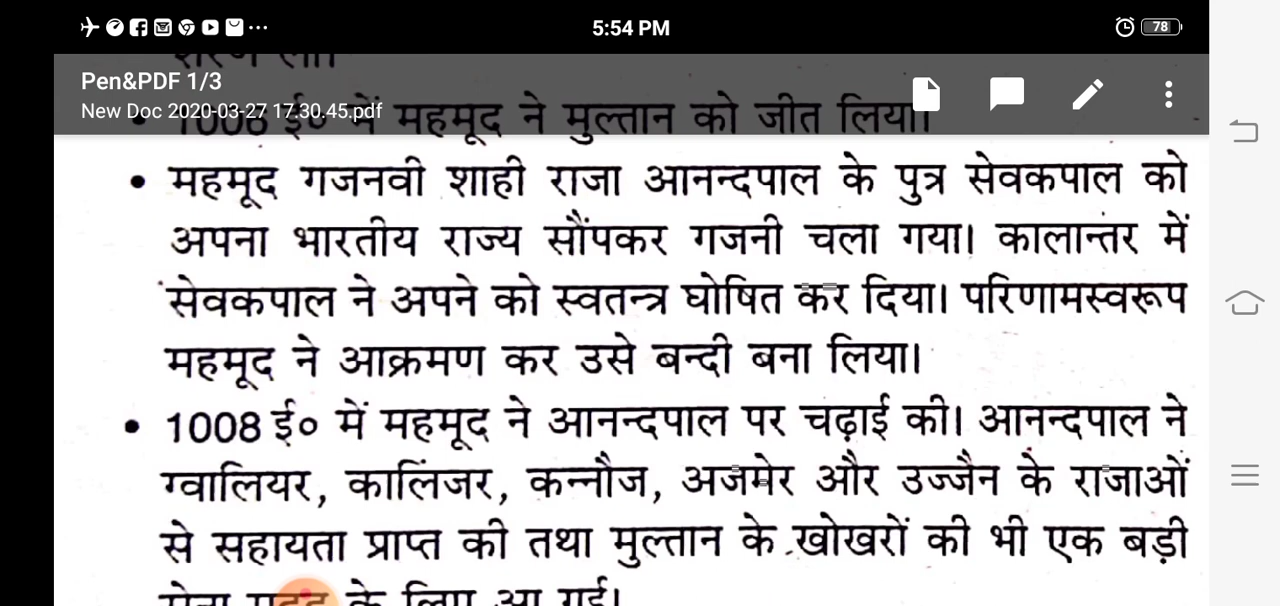 5:54 PM
78
Pen&PDF 1/3
New Doc 2020-03-27 17.30.45.pdf
• 1006 ई० में महमूद ने मुल्तान को जीत लिया।
• महमूद गजनवी शाही राजा आनन्दपाल के पुत्र सेवकपाल को
अपना भारतीय राज्य सौंपकर गजनी चला गया। कालान्तर में
सेवकपाल ने अपने को स्वतन्त्र घोषित कर दिया। परिणामस्वरूप
महमूद ने आक्रमण कर उसे बन्दी बना लिया।
• 1008 ई० में महमूद ने आनन्दपाल पर चढ़ाई की। आनन्दपाल ने
ग्वालियर, कालिंजर, कन्नौज, अजमेर और उज्जैन के राजाओं
से सहायता प्राप्त की तथा मुल्तान के खोखरों की भी एक बड़ी
के लिए आ गई।